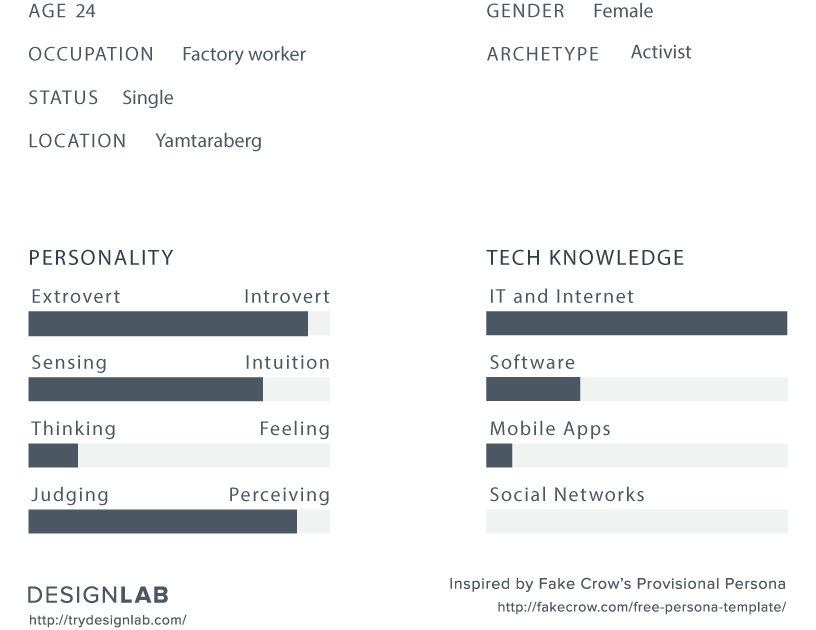 AGE 24
GENDER Female
OCCUPATION Factory worker
ARCHETYPE Activist
STATUS Single
LOCATION Yamtaraberg
PERSONALITY
Extrovert Introvert
Sensing Intuition
Thinking Feeling
Judging Perceiving
TECH KNOWLEDGE
IT and Internet
Software
Mobile Apps
Social Networks
DESIGNLAB
http://trydesignlab.com/
Inspired by Fake Crow's Provisional Persona
http://fakecrow.com/free-persona-template/